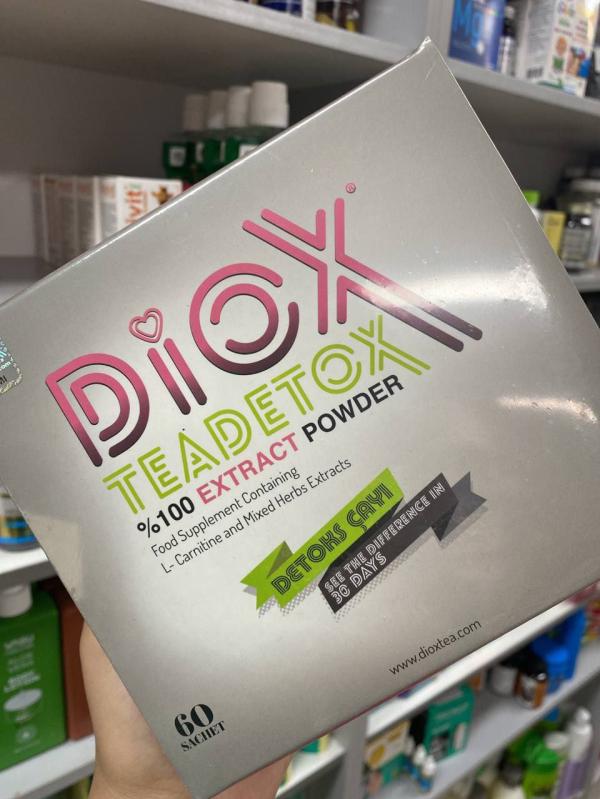 DiOX®
TEADETOX
%100 EXTRACT POWDER
Food Supplement Containing
L- Carnitine and Mixed Herbs Extracts
DETOKS ÇAYI
SEE THE DIFFERENCE IN
30 DAYS
www.dioxtea.com
60
SACHET
Mg